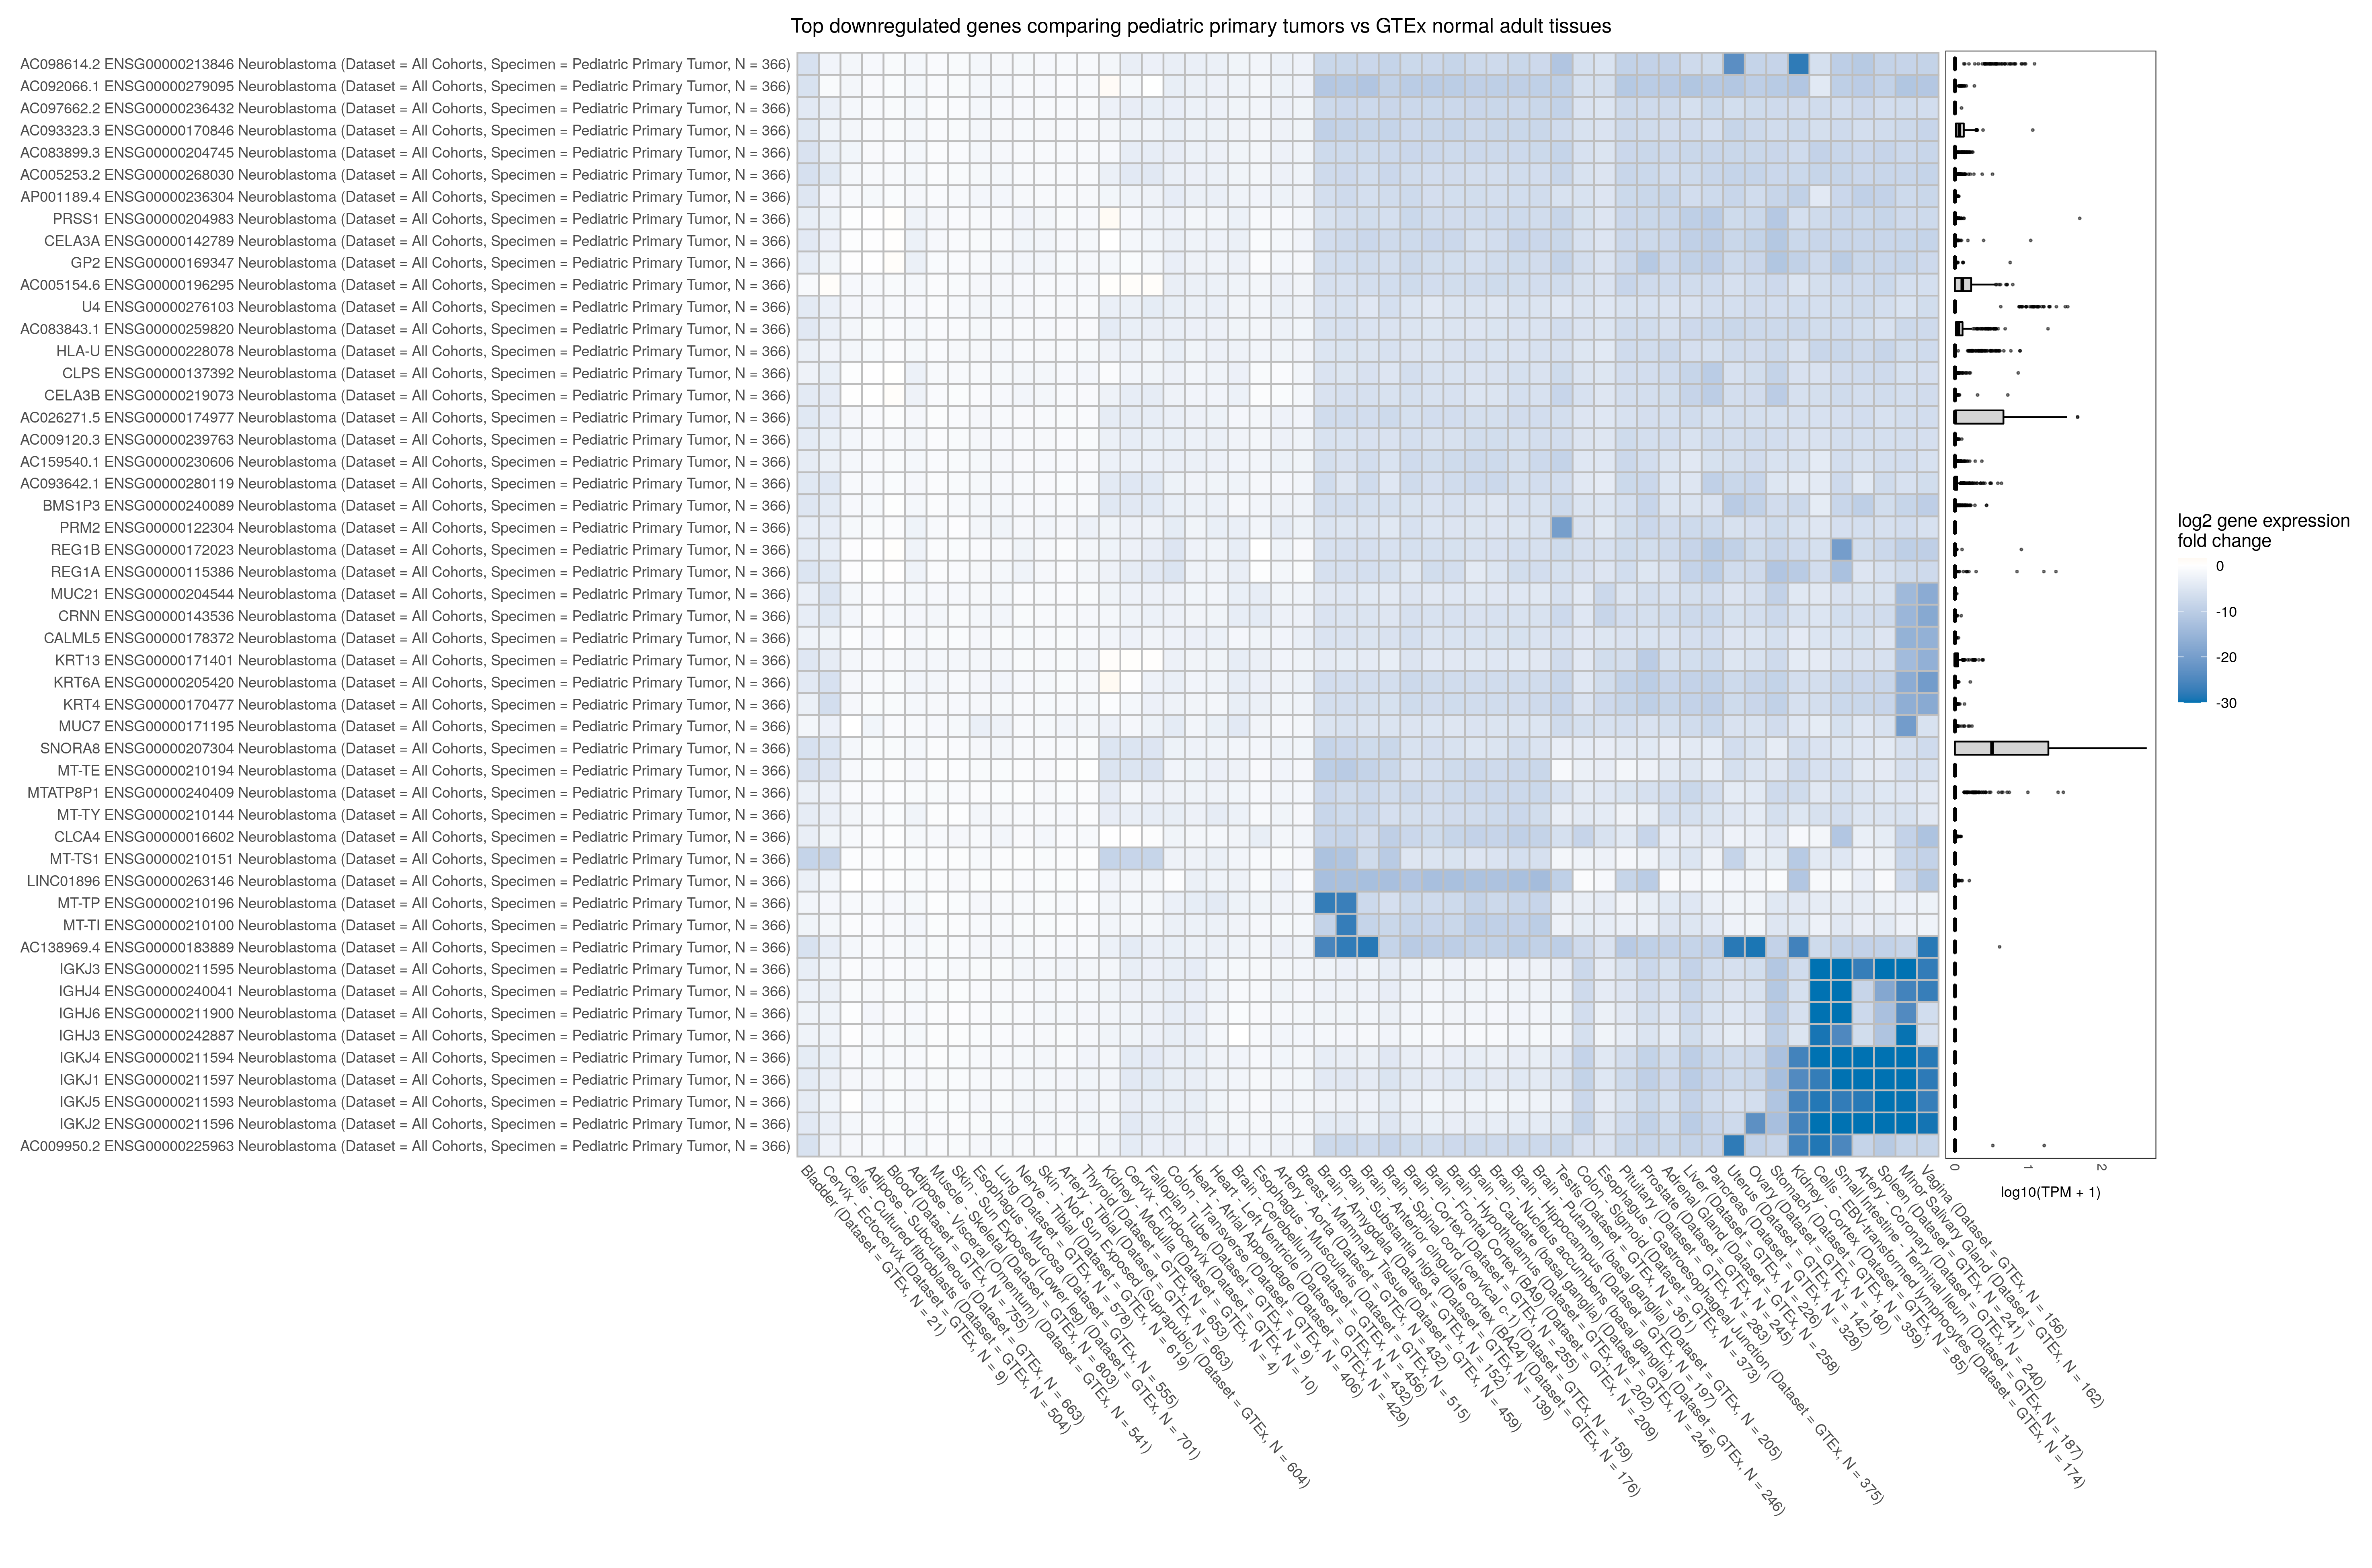 Top downregulated genes comparing pediatric primary tumors vs GTEx normal adult tissues
AC098614.2 ENSG00000213846 Neuroblastoma (Dataset = All Cohorts, Specimen = Pediatric Primary Tumor, N = 366)
AC092066.1 ENSG00000279095 Neuroblastoma (Dataset = All Cohorts, Specimen = Pediatric Primary Tumor, N = 366)
AC097662.2 ENSG00000236432 Neuroblastoma (Dataset = All Cohorts, Specimen = Pediatric Primary Tumor, N = 366)
AC093323.3 ENSG00000170846 Neuroblastoma (Dataset = All Cohorts, Specimen = Pediatric Primary Tumor, N = 366)
AC083899.3 ENSG00000204745 Neuroblastoma (Dataset = All Cohorts, Specimen = Pediatric Primary Tumor, N = 366)
AC005253.2 ENSG00000268030 Neuroblastoma (Dataset = All Cohorts, Specimen = Pediatric Primary Tumor, N = 366)
AP001189.4 ENSG00000236304 Neuroblastoma (Dataset = All Cohorts, Specimen = Pediatric Primary Tumor, N = 366)
PRSS1 ENSG00000204983 Neuroblastoma (Dataset = All Cohorts, Specimen = Pediatric Primary Tumor, N = 366)
CELA3A ENSG00000142789 Neuroblastoma (Dataset = All Cohorts, Specimen = Pediatric Primary Tumor, N = 366)
GP2 ENSG00000169347 Neuroblastoma (Dataset = All Cohorts, Specimen = Pediatric Primary Tumor, N = 366)
AC005154.6 ENSG00000196295 Neuroblastoma (Dataset = All Cohorts, Specimen = Pediatric Primary Tumor, N = 366)
U4 ENSG00000276103 Neuroblastoma (Dataset = All Cohorts, Specimen = Pediatric Primary Tumor, N = 366)
AC083843.1 ENSG00000259820 Neuroblastoma (Dataset = All Cohorts, Specimen = Pediatric Primary Tumor, N = 366)
HLA-U ENSG00000228078 Neuroblastoma (Dataset = All Cohorts, Specimen = Pediatric Primary Tumor, N = 366)
CLPS ENSG00000137392 Neuroblastoma (Dataset = All Cohorts, Specimen = Pediatric Primary Tumor, N = 366)
CELA3B ENSG00000219073 Neuroblastoma (Dataset = All Cohorts, Specimen = Pediatric Primary Tumor, N = 366)
AC026271.5 ENSG00000174977 Neuroblastoma (Dataset = All Cohorts, Specimen = Pediatric Primary Tumor, N = 366)
AC009120.3 ENSG00000239763 Neuroblastoma (Dataset = All Cohorts, Specimen = Pediatric Primary Tumor, N = 366)
AC159540.1 ENSG00000230606 Neuroblastoma (Dataset = All Cohorts, Specimen = Pediatric Primary Tumor, N = 366)
AC093642.1 ENSG00000280119 Neuroblastoma (Dataset = All Cohorts, Specimen = Pediatric Primary Tumor, N = 366)
BMS1P3 ENSG00000240089 Neuroblastoma (Dataset = All Cohorts, Specimen = Pediatric Primary Tumor, N = 366)
PRM2 ENSG00000122304 Neuroblastoma (Dataset = All Cohorts, Specimen = Pediatric Primary Tumor, N = 366)
REG1B ENSG00000172023 Neuroblastoma (Dataset = All Cohorts, Specimen = Pediatric Primary Tumor, N = 366)
REG1A ENSG00000115386 Neuroblastoma (Dataset = All Cohorts, Specimen = Pediatric Primary Tumor, N = 366)
MUC21 ENSG00000204544 Neuroblastoma (Dataset = All Cohorts, Specimen = Pediatric Primary Tumor, N = 366)
CRNN ENSG00000143536 Neuroblastoma (Dataset = All Cohorts, Specimen = Pediatric Primary Tumor, N = 366)
CALML5 ENSG00000178372 Neuroblastoma (Dataset = All Cohorts, Specimen = Pediatric Primary Tumor, N = 366)
KRT13 ENSG00000171401 Neuroblastoma (Dataset = All Cohorts, Specimen = Pediatric Primary Tumor, N = 366)
KRT6A ENSG00000205420 Neuroblastoma (Dataset = All Cohorts, Specimen = Pediatric Primary Tumor, N = 366)
KRT4 ENSG00000170477 Neuroblastoma (Dataset = All Cohorts, Specimen = Pediatric Primary Tumor, N = 366)
MUC7 ENSG00000171195 Neuroblastoma (Dataset = All Cohorts, Specimen = Pediatric Primary Tumor, N = 366)
SNORA8 ENSG00000207304 Neuroblastoma (Dataset = All Cohorts, Specimen = Pediatric Primary Tumor, N = 366)
MT-TE ENSG00000210194 Neuroblastoma (Dataset = All Cohorts, Specimen = Pediatric Primary Tumor, N = 366)
MTATP8P1 ENSG00000240409 Neuroblastoma (Dataset = All Cohorts, Specimen = Pediatric Primary Tumor, N = 366)
MT-TY ENSG00000210144 Neuroblastoma (Dataset = All Cohorts, Specimen = Pediatric Primary Tumor, N = 366)
CLCA4 ENSG00000016602 Neuroblastoma (Dataset = All Cohorts, Specimen = Pediatric Primary Tumor, N = 366)
MT-TS1 ENSG00000210151 Neuroblastoma (Dataset = All Cohorts, Specimen = Pediatric Primary Tumor, N = 366)
LINC01896 ENSG00000263146 Neuroblastoma (Dataset = All Cohorts, Specimen = Pediatric Primary Tumor, N = 366)
MT-TP ENSG00000210196 Neuroblastoma (Dataset = All Cohorts, Specimen = Pediatric Primary Tumor, N = 366)
MT-TI ENSG00000210100 Neuroblastoma (Dataset = All Cohorts, Specimen = Pediatric Primary Tumor, N = 366)
AC138969.4 ENSG00000183889 Neuroblastoma (Dataset = All Cohorts, Specimen = Pediatric Primary Tumor, N = 366)
IGKJ3 ENSG00000211595 Neuroblastoma (Dataset = All Cohorts, Specimen = Pediatric Primary Tumor, N = 366)
IGHJ4 ENSG00000240041 Neuroblastoma (Dataset = All Cohorts, Specimen = Pediatric Primary Tumor, N = 366)
IGHJ6 ENSG00000211900 Neuroblastoma (Dataset = All Cohorts, Specimen = Pediatric Primary Tumor, N = 366)
IGHJ3 ENSG00000242887 Neuroblastoma (Dataset = All Cohorts, Specimen = Pediatric Primary Tumor, N = 366)
IGKJ4 ENSG00000211594 Neuroblastoma (Dataset = All Cohorts, Specimen = Pediatric Primary Tumor, N = 366)
IGKJ1 ENSG00000211597 Neuroblastoma (Dataset = All Cohorts, Specimen = Pediatric Primary Tumor, N = 366)
IGKJ5 ENSG00000211593 Neuroblastoma (Dataset = All Cohorts, Specimen = Pediatric Primary Tumor, N = 366)
IGKJ2 ENSG00000211596 Neuroblastoma (Dataset = All Cohorts, Specimen = Pediatric Primary Tumor, N = 366)
AC009950.2 ENSG00000225963 Neuroblastoma (Dataset = All Cohorts, Specimen = Pediatric Primary Tumor, N = 366)
Bladder (Dataset = GTEx, N = 21)
Cervix - Ectocervix (Dataset = GTEx, N = 9)
Cells - Cultured fibroblasts (Dataset = GTEx, N = 504)
Adipose - Subcutaneous (Dataset = GTEx, N = 663)
Blood (Dataset = GTEx, N = 755)
Adipose - Visceral (Omentum) (Dataset = GTEx, N = 541)
Muscle - Skeletal (Dataset = GTEx, N = 803)
Skin - Sun Exposed (Lower leg) (Dataset = GTEx, N = 701)
Esophagus - Mucosa (Dataset = GTEx, N = 555)
Lung (Dataset = GTEx, N = 578)
Nerve - Tibial (Dataset = GTEx, N = 619)
Skin - Not Sun Exposed (Suprapubic) (Dataset = GTEx, N = 604)
Artery - Tibial (Dataset = GTEx, N = 663)
Thyroid (Dataset = GTEx, N = 653)
Kidney - Medulla (Dataset = GTEx, N = 4)
Cervix - Endocervix (Dataset = GTEx, N = 10)
Fallopian Tube (Dataset = GTEx, N = 9)
Colon - Transverse (Dataset = GTEx, N = 406)
Heart - Atrial Appendage (Dataset = GTEx, N = 429)
Heart - Left Ventricle (Dataset = GTEx, N = 432)
Brain - Cerebellum (Dataset = GTEx, N = 456)
Esophagus - Muscularis (Dataset = GTEx, N = 515)
Artery - Aorta (Dataset = GTEx, N = 432)
Breast - Mammary Tissue (Dataset = GTEx, N = 459)
Brain - Amygdala (Dataset = GTEx, N = 152)
Brain - Substantia nigra (Dataset = GTEx, N = 139)
Brain - Anterior cingulate cortex (BA24) (Dataset = GTEx, N = 176)
Brain - Spinal cord (cervical c-1) (Dataset = GTEx, N = 159)
Brain - Cortex (Dataset = GTEx, N = 255)
Brain - Frontal Cortex (BA9) (Dataset = GTEx, N = 209)
Brain - Hypothalamus (Dataset = GTEx, N = 202)
Brain - Caudate (basal ganglia) (Dataset = GTEx, N = 246)
Brain - Nucleus accumbens (basal ganglia) (Dataset = GTEx, N = 246)
Brain - Hippocampus (Dataset = GTEx, N = 197)
Brain - Putamen (basal ganglia) (Dataset = GTEx, N = 205)
Testis (Dataset = GTEx, N = 361)
Colon - Sigmoid (Dataset = GTEx, N = 373)
Esophagus - Gastroesophageal Junction (Dataset = GTEx, N = 375)
Pituitary (Dataset = GTEx, N = 283)
Prostate (Dataset = GTEx, N = 245)
Adrenal Gland (Dataset = GTEx, N = 258)
Liver (Dataset = GTEx, N = 226)
Pancreas (Dataset = GTEx, N = 328)
Uterus (Dataset = GTEx, N = 142)
Ovary (Dataset = GTEx, N = 180)
Stomach (Dataset = GTEx, N = 359)
Kidney - Cortex (Dataset = GTEx, N = 85)
Cells - EBV-transformed lymphocytes (Dataset = GTEx, N = 174)
Small Intestine - Terminal Ileum (Dataset = GTEx, N = 187)
Artery - Coronary (Dataset = GTEx, N = 240)
Spleen (Dataset = GTEx, N = 241)
Minor Salivary Gland (Dataset = GTEx, N = 162)
Vagina (Dataset = GTEx, N = 156)
0
1
2
log10(TPM + 1)
log2 gene expression
fold change
0
-10
-20
-30